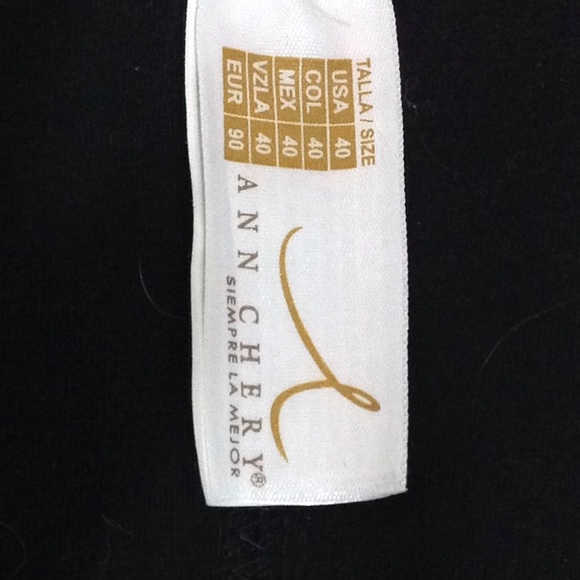 TALLA / SIZE
USA 40
COL 40
MEX 40
VZLA 40
EUR 90
ANN CHERY®
SIEMPRE LA MEJOR